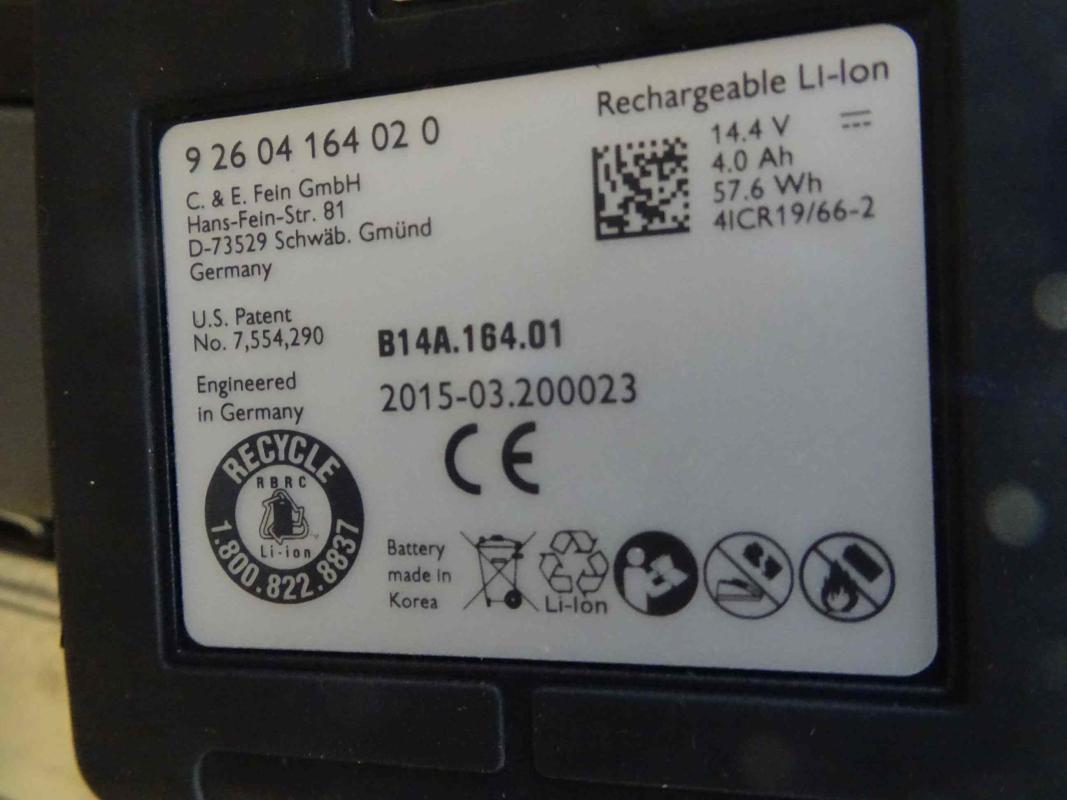 9 26 04 164 02 0
C. & E. Fein GmbH
Hans-Fein-Str. 81
D-73529 Schwäb. Gmünd
Germany
Rechargeable Li-Ion
14.4 V
4.0 Ah
57.6 Wh
4ICR19/66-2
U.S. Patent
No. 7,554,290
Engineered
in Germany
B14A.164.01
2015-03.200023
CE
RECYCLE
RBRC
Li-ion
1.800.822.8837
Battery
made in
Korea
Li-Ion